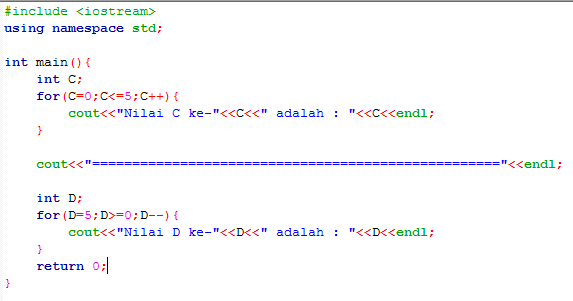 #include <iostream>
using namespace std;
int main(){
int C;
for(C=0;C<=5;C++){
cout<<"Nilai C ke-"<<C<<" adalah : "<<C<<endl;
}
cout<<"==================================================="<<endl;
int D;
for(D=5;D>=0;D--){
cout<<"Nilai D ke-"<<D<<" adalah : "<<D<<endl;
}
return 0;
}